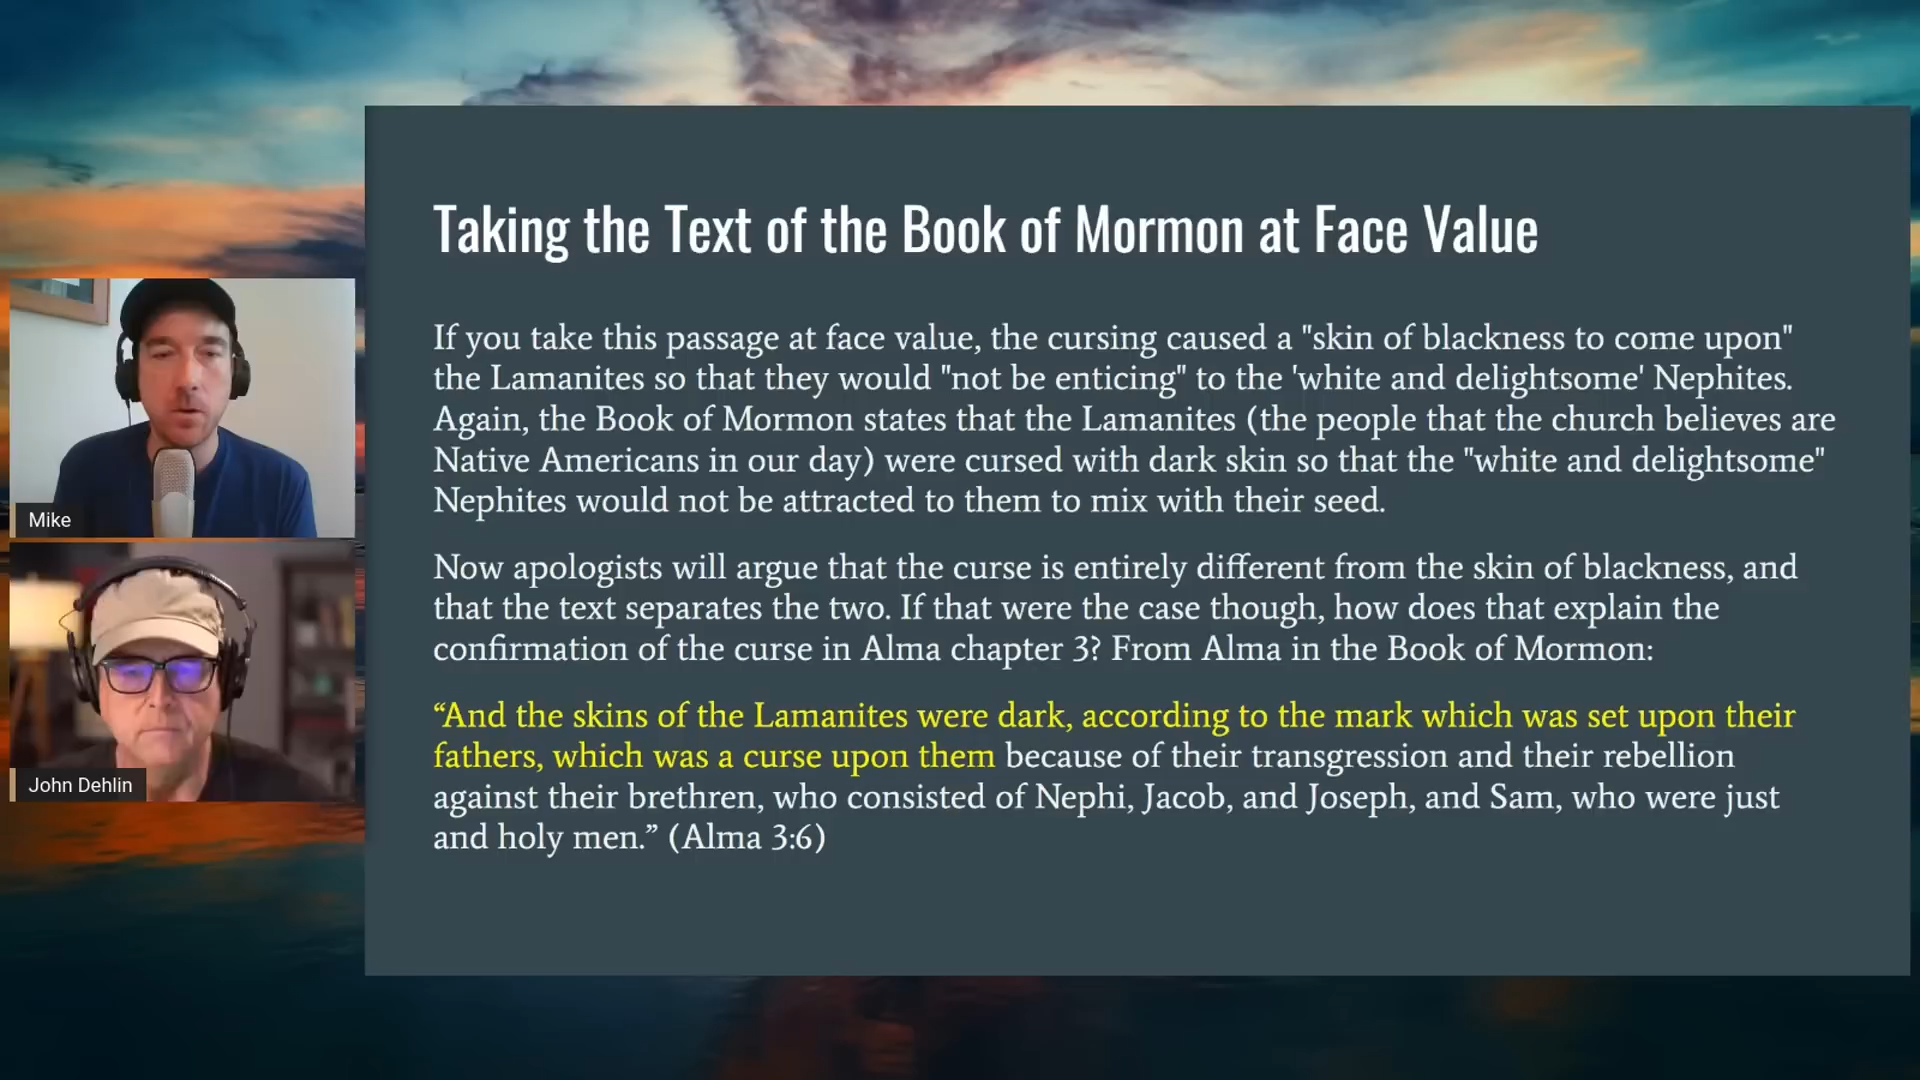 Taking the Text of the Book of Mormon at Face Value
If you take this passage at face value, the cursing caused a "skin of blackness to come upon"
the Lamanites so that they would "not be enticing" to the 'white and delightsome' Nephites.
Again, the Book of Mormon states that the Lamanites (the people that the church believes are
Native Americans in our day) were cursed with dark skin so that the "white and delightsome"
Nephites would not be attracted to them to mix with their seed.
Now apologists will argue that the curse is entirely different from the skin of blackness, and
that the text separates the two. If that were the case though, how does that explain the
confirmation of the curse in Alma chapter 3? From Alma in the Book of Mormon:
“And the skins of the Lamanites were dark, according to the mark which was set upon their
fathers, which was a curse upon them because of their transgression and their rebellion
against their brethren, who consisted of Nephi, Jacob, and Joseph, and Sam, who were just
and holy men.” (Alma 3:6)
Mike
John Dehlin